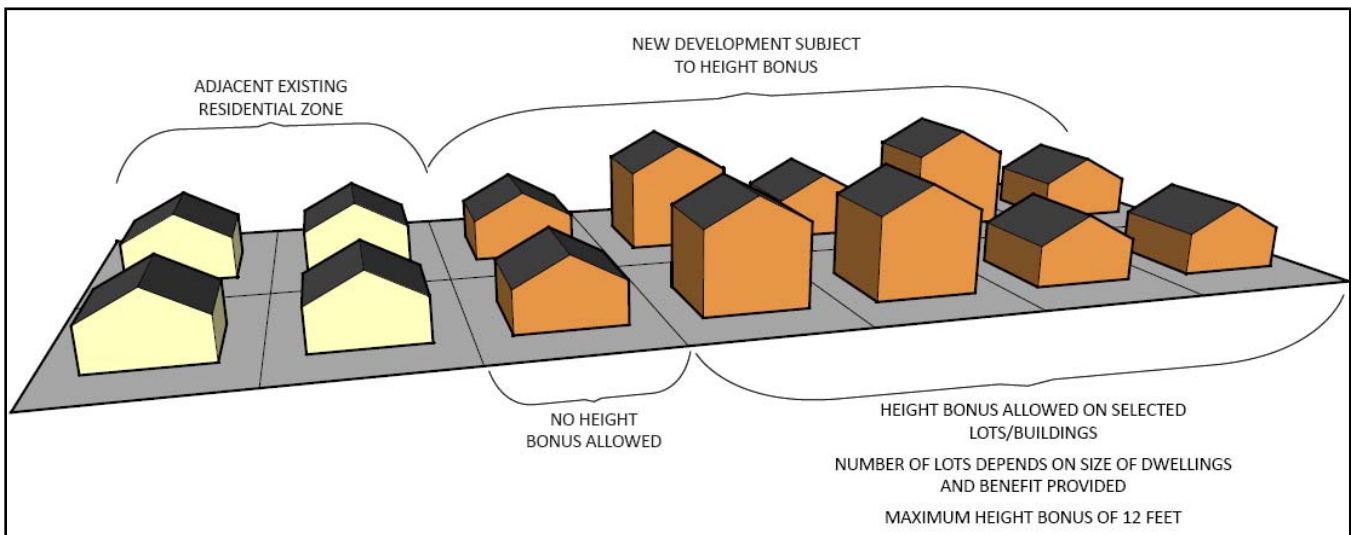 NEW DEVELOPMENT SUBJECT
TO HEIGHT BONUS
ADJACENT EXISTING
RESIDENTIAL ZONE
NO HEIGHT
BONUS ALLOWED
HEIGHT BONUS ALLOWED ON SELECTED
LOTS/BUILDINGS
NUMBER OF LOTS DEPENDS ON SIZE OF DWELLINGS
AND BENEFIT PROVIDED
MAXIMUM HEIGHT BONUS OF 12 FEET